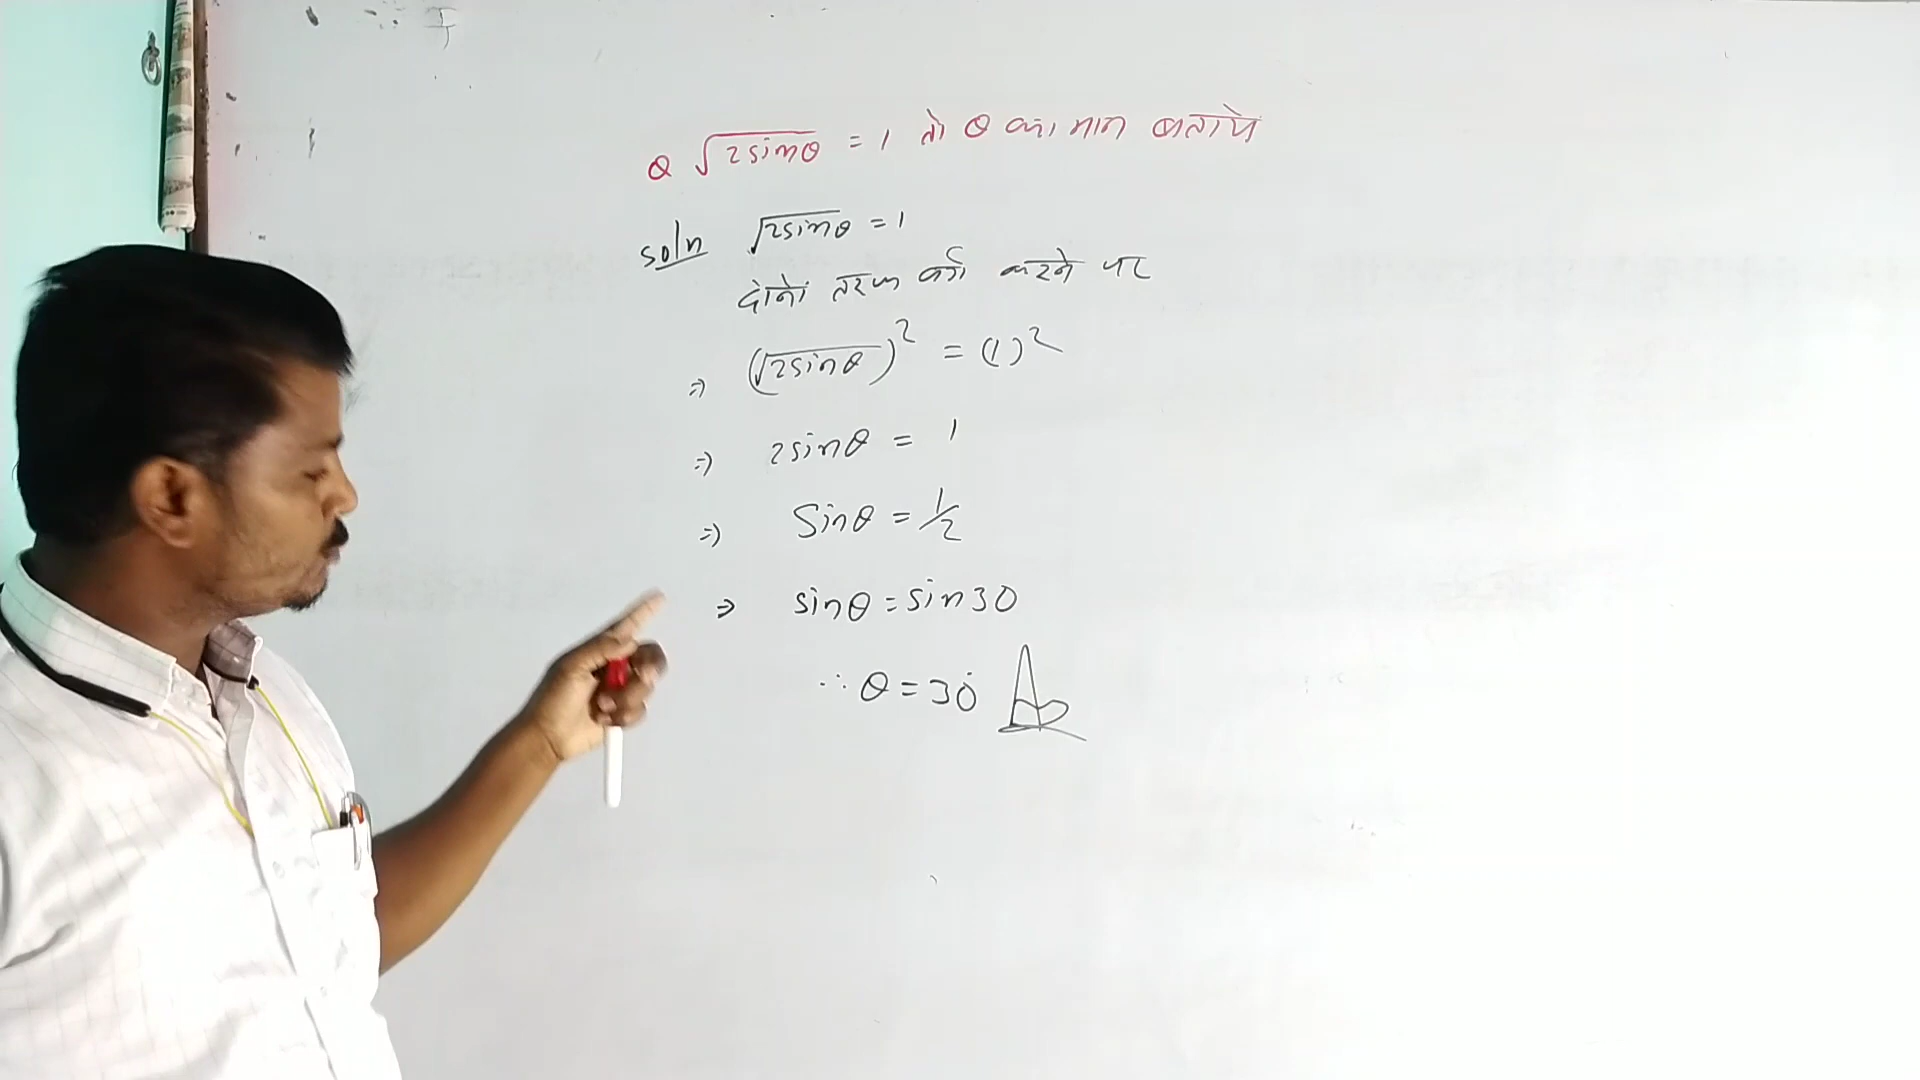 Q √2sinθ = 1 तो θ का मान बताये
Soln √2sinθ = 1
दोनो तरफ वर्ग करने पर
⇒ (√2sinθ)² = (1)²
⇒ 2sinθ = 1
⇒ Sinθ = 1/2
⇒ sinθ = sin30
∴ θ = 30° A